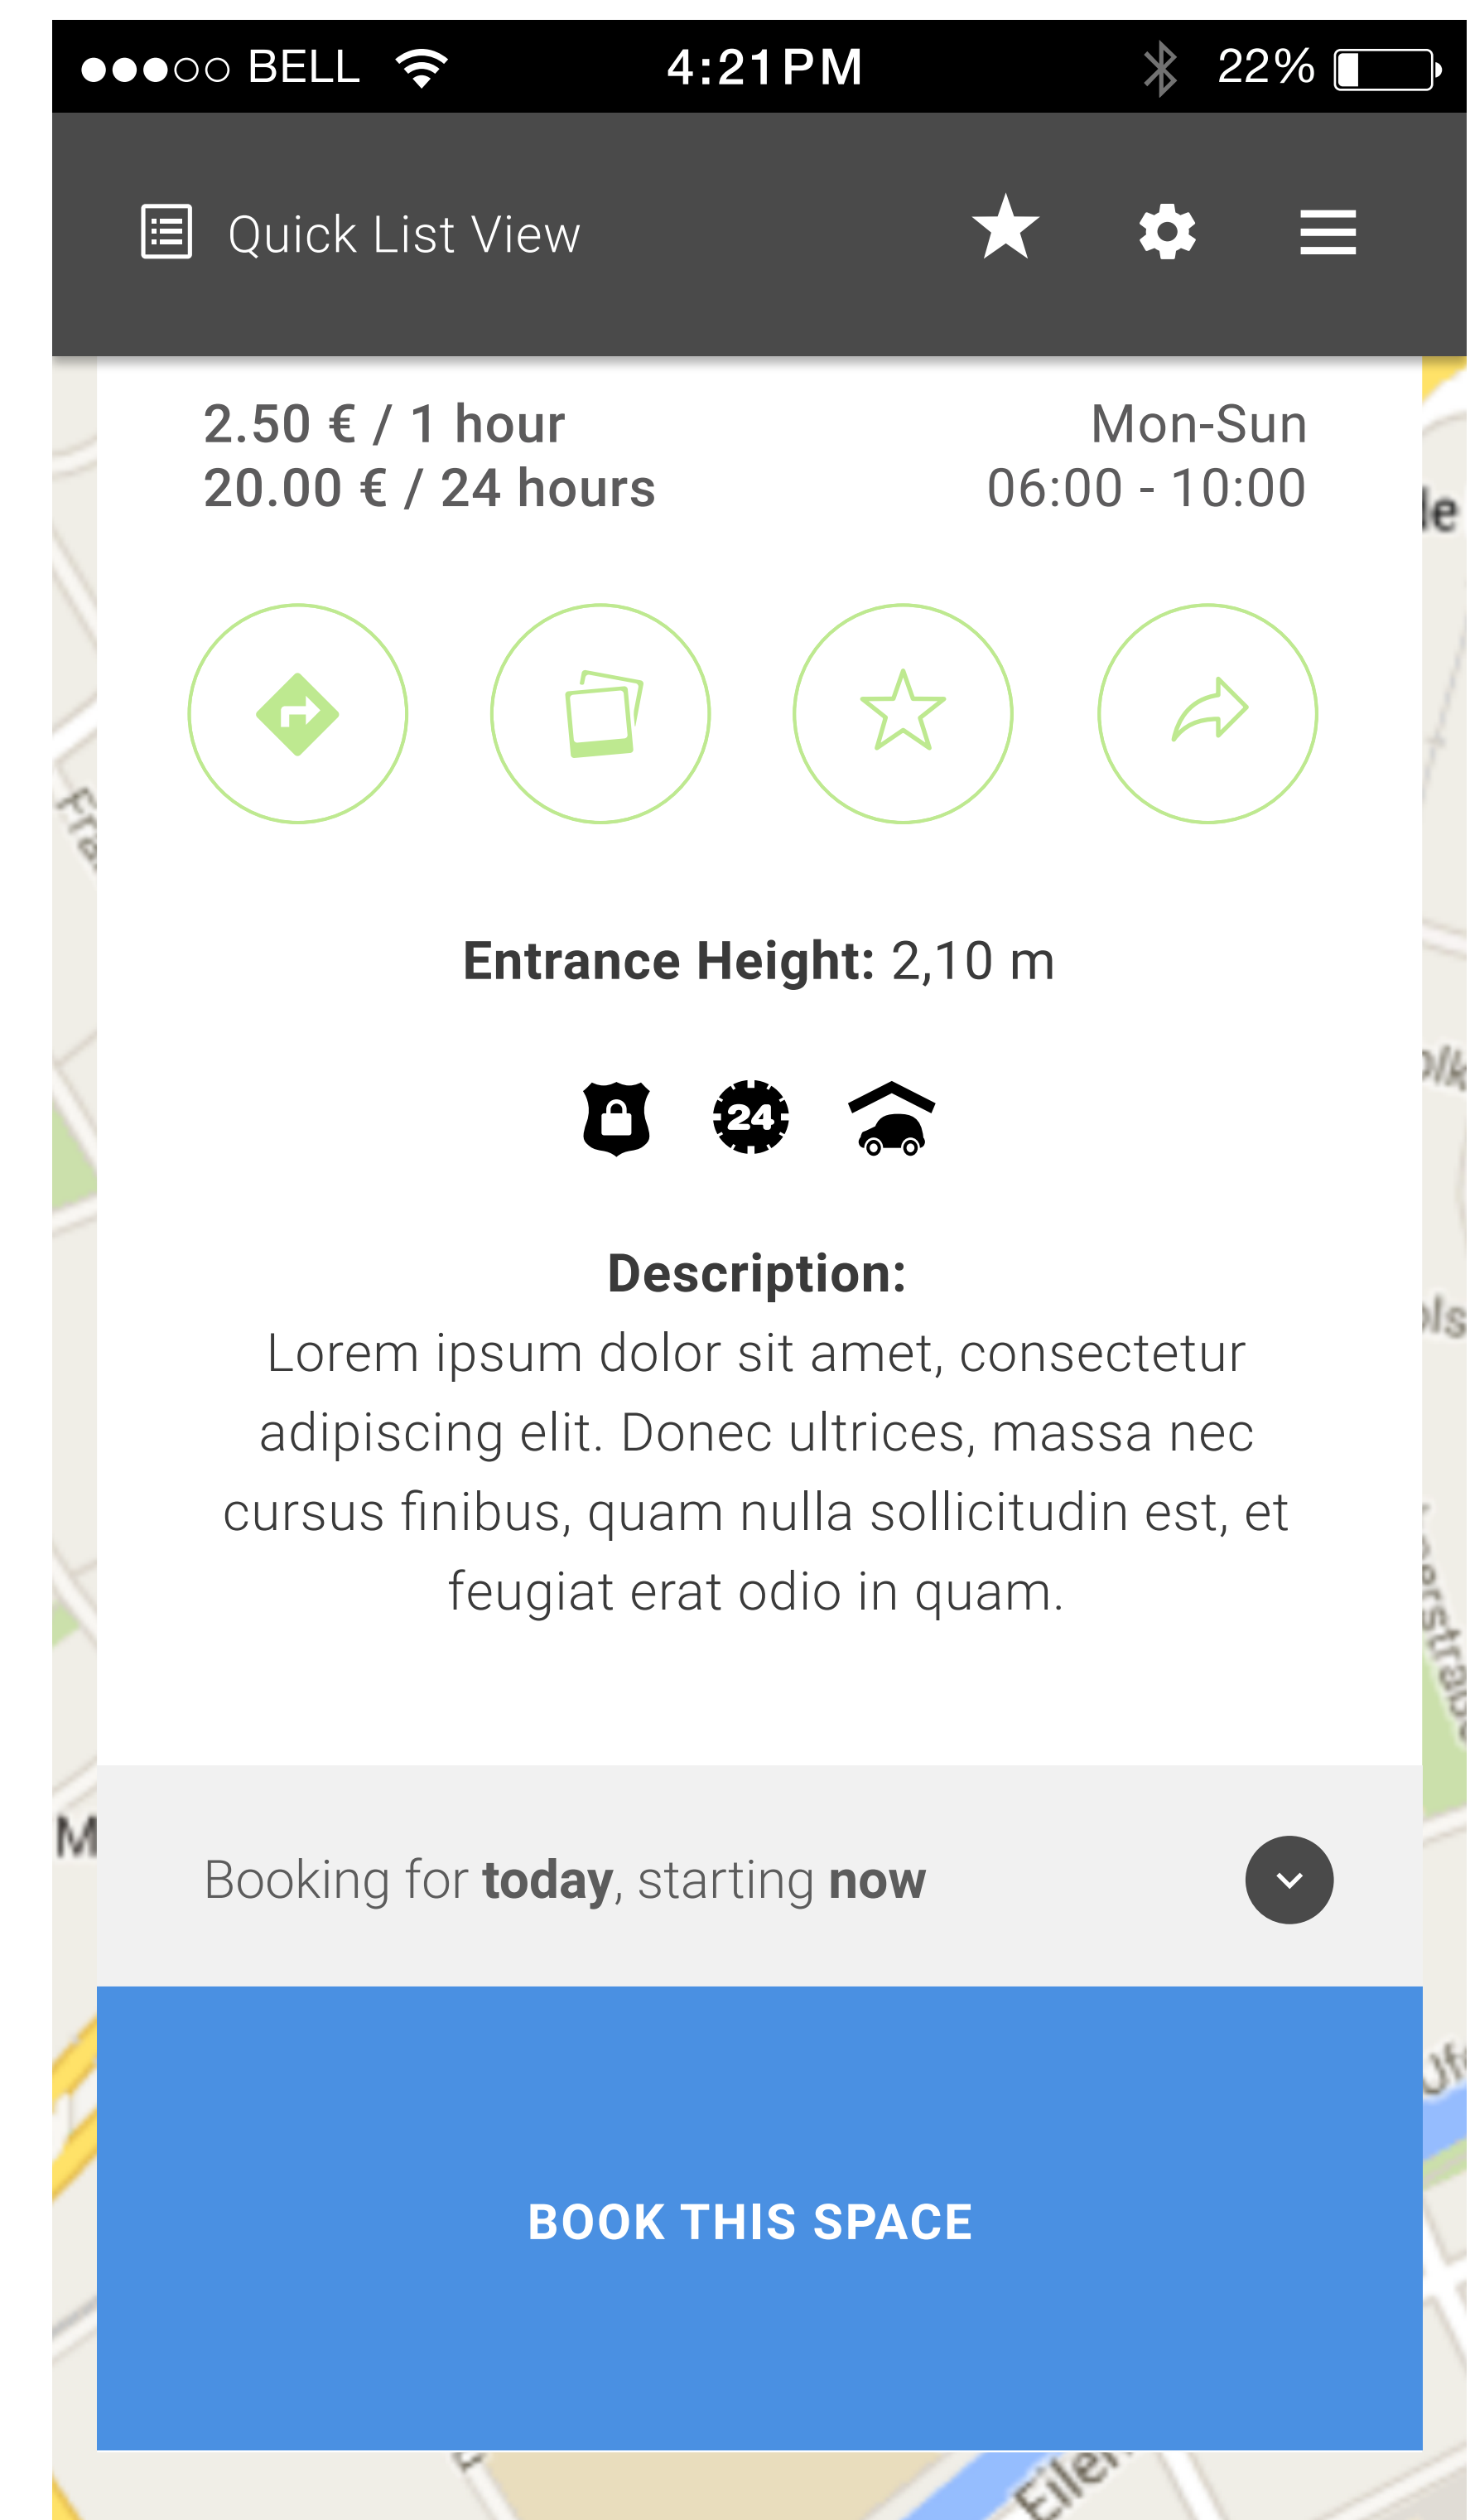 BELL 4:21PM 22%
Quick List View
2.50 € / 1 hour Mon-Sun
20.00 € / 24 hours 06:00 - 10:00
Entrance Height: 2,10 m
24
Description:
Lorem ipsum dolor sit amet, consectetur
adipiscing elit. Donec ultrices, massa nec
cursus finibus, quam nulla sollicitudin est, et
feugiat erat odio in quam.
Booking for today, starting now
BOOK THIS SPACE